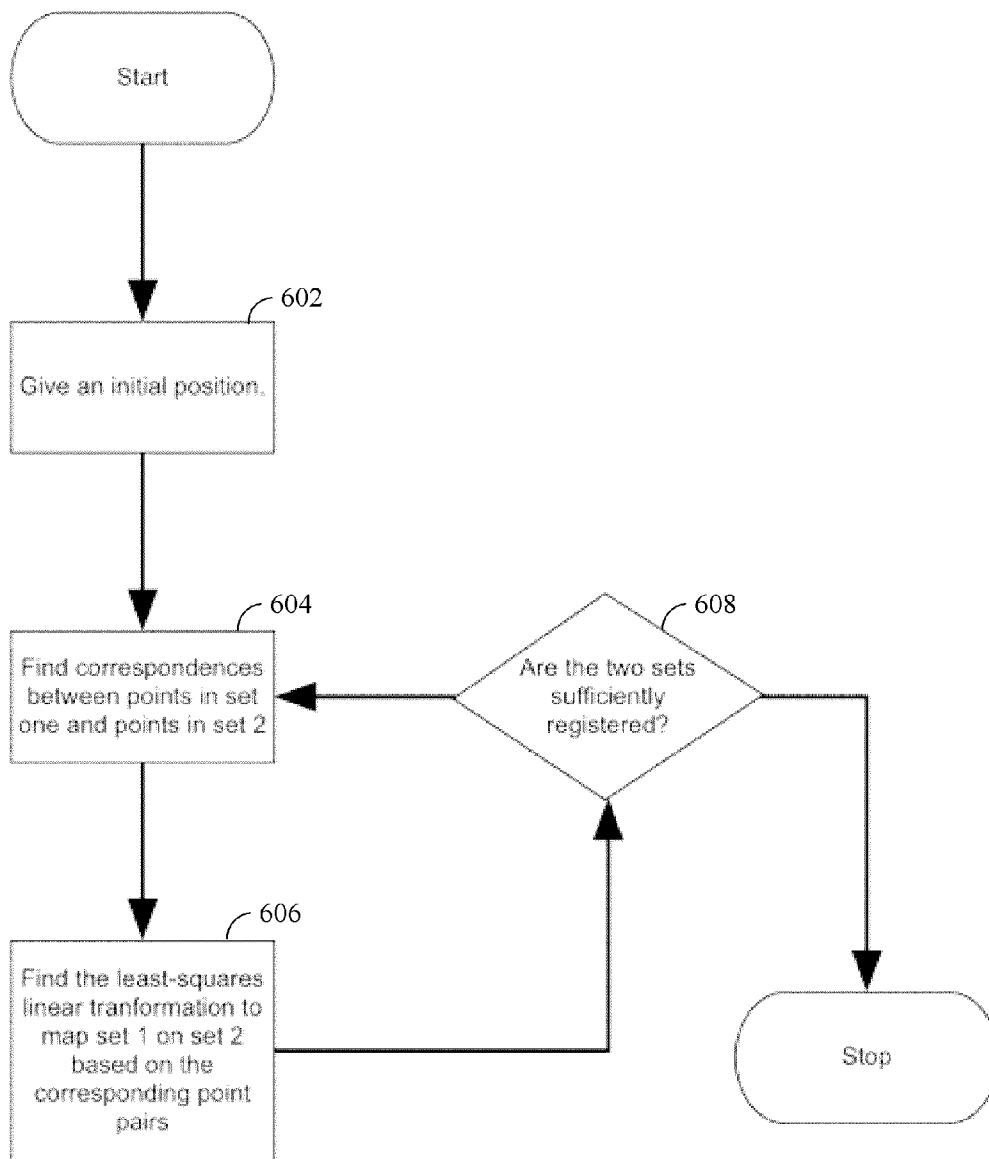 Start
602
Give an initial position.
604
Find correspondences
between points in set
one and points in set 2
608
Are the two sets
sufficiently
registered?
606
Find the least-squares
linear tranformation to
map set 1 on set 2
based on the
corresponding point
pairs
Stop